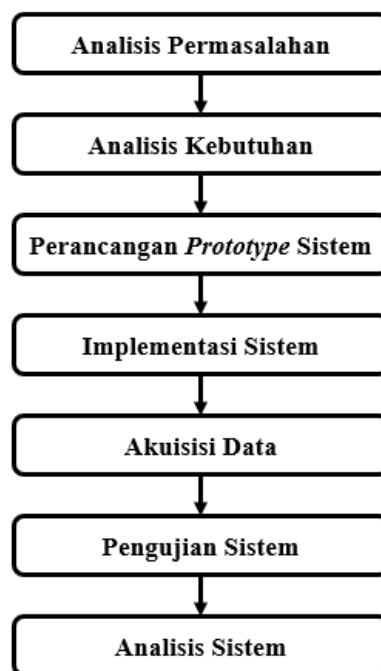 Analisis Permasalahan
Analisis Kebutuhan
Perancangan Prototype Sistem
Implementasi Sistem
Akuisisi Data
Pengujian Sistem
Analisis Sistem